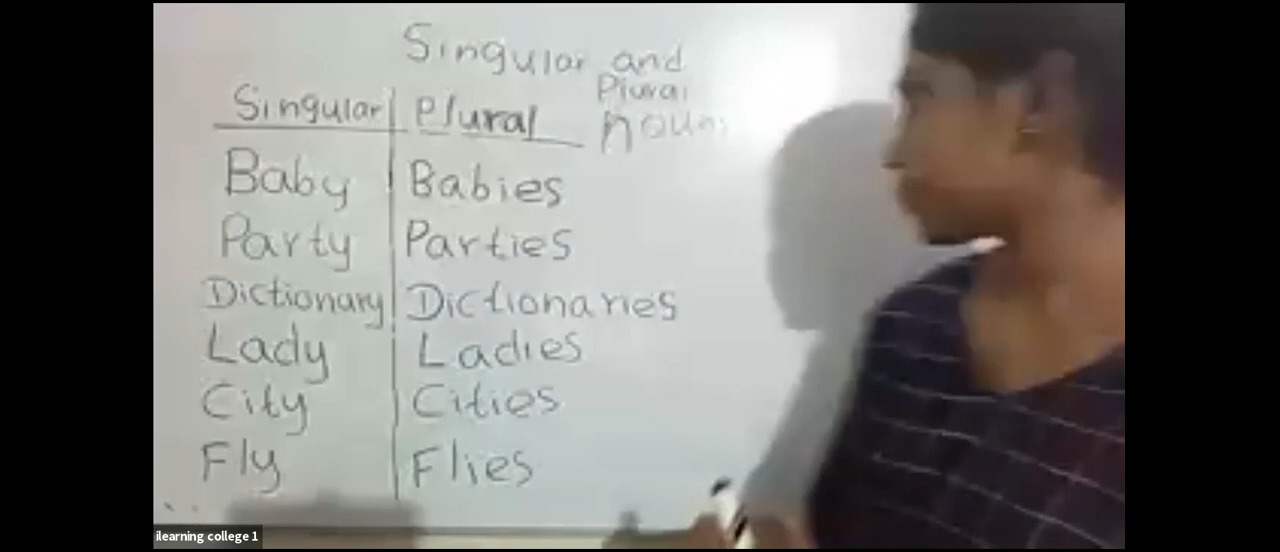 Singular and
Plural
nouns
Singular Plural
Baby Babies
Party Parties
Dictionary Dictionaries
Lady Ladies
City Cities
Fly Flies
ilearning college 1